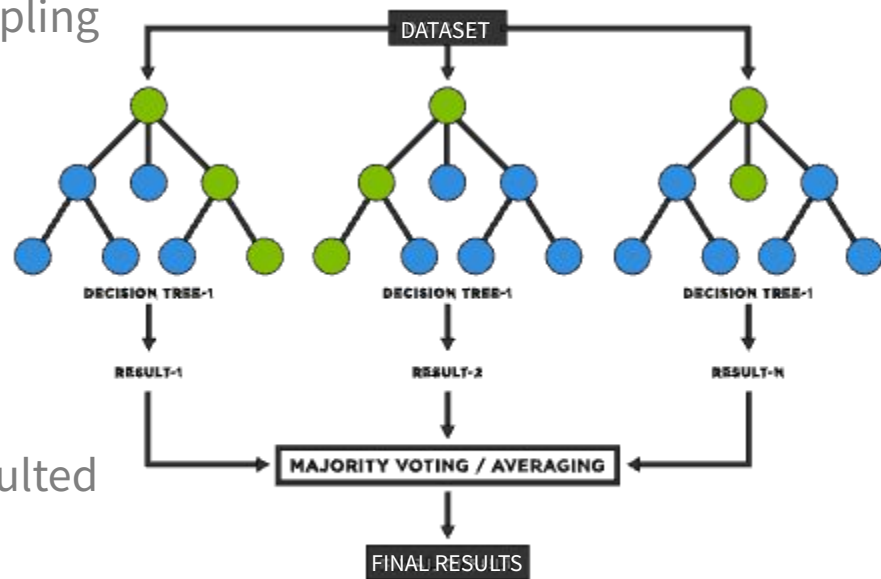 pling
DATASET
DECISION TREE-1
DECISION TREE-1
DECISION TREE-1
RESULT-1
RESULT-2
RESULT-N
ulted
MAJORITY VOTING / AVERAGING
FINAL RESULTS